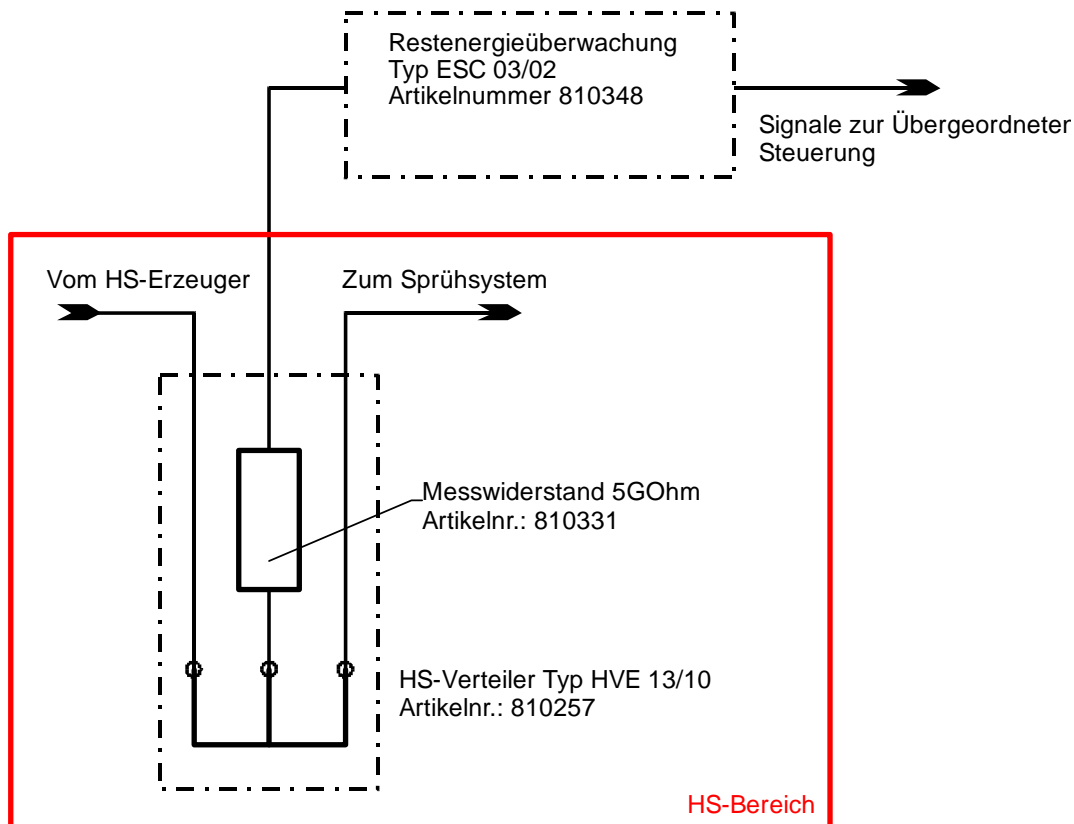 Restenergieüberwachung
Typ ESC 03/02
Artikelnummer 810348
Signale zur Übergeordneten
Steuerung
Vom HS-Erzeuger
Zum Sprühsystem
Messwiderstand 5GOhm
Artikelnr.: 810331
HS-Verteiler Typ HVE 13/10
Artikelnr.: 810257
HS-Bereich